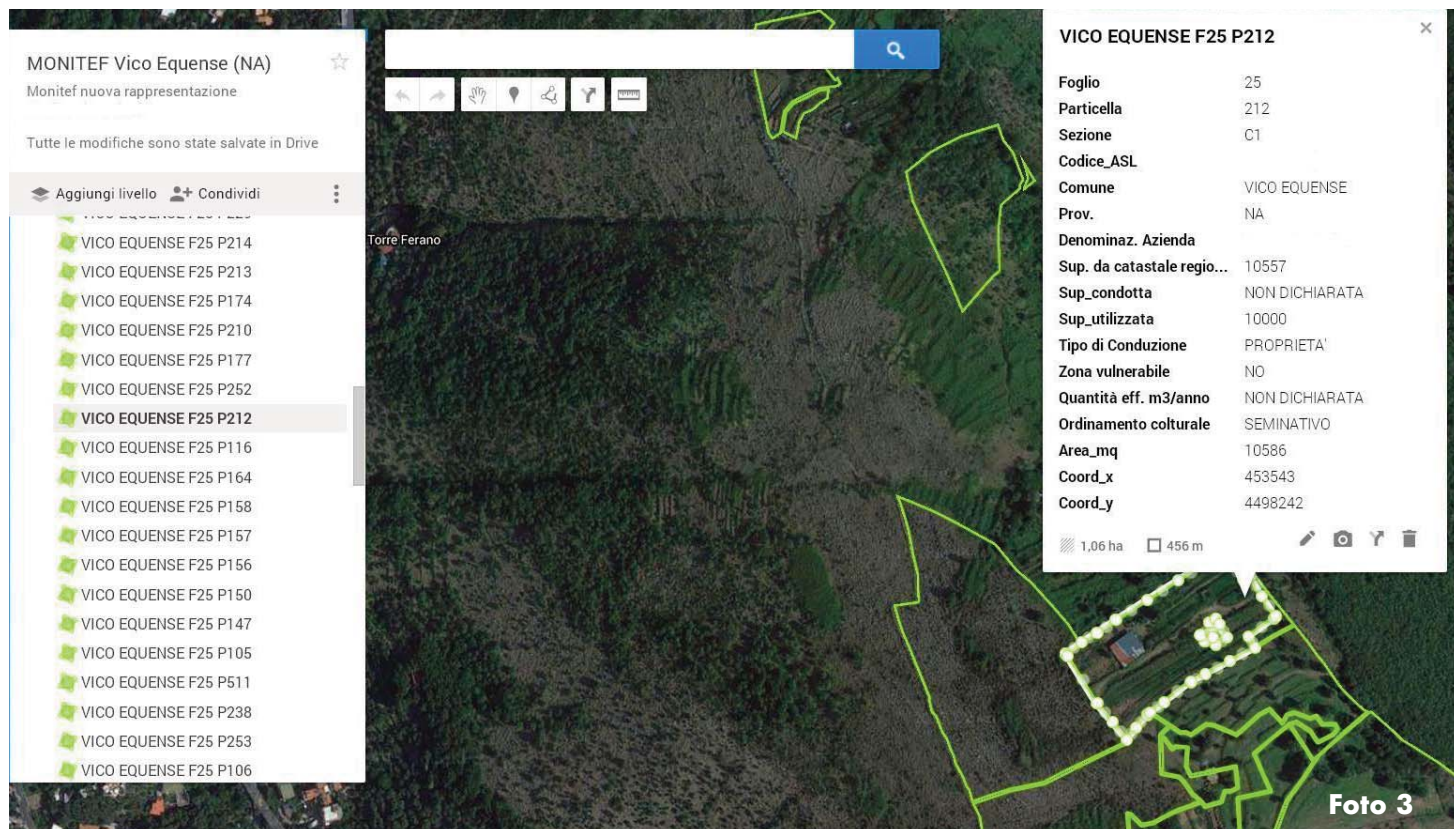 MONITEF Vico Equense (NA)
Monitef nuova rappresentazione
Tutte le modifiche sono state salvate in Drive
Aggiungi livello Condividi
VICO EQUENSE F25 P214
VICO EQUENSE F25 P213
VICO EQUENSE F25 P174
VICO EQUENSE F25 P210
VICO EQUENSE F25 P177
VICO EQUENSE F25 P252
VICO EQUENSE F25 P212
VICO EQUENSE F25 P116
VICO EQUENSE F25 P164
VICO EQUENSE F25 P158
VICO EQUENSE F25 P157
VICO EQUENSE F25 P156
VICO EQUENSE F25 P150
VICO EQUENSE F25 P147
VICO EQUENSE F25 P105
VICO EQUENSE F25 P511
VICO EQUENSE F25 P238
VICO EQUENSE F25 P253
VICO EQUENSE F25 P106
Torre Ferano
VICO EQUENSE F25 P212
Foglio 25
Particella 212
Sezione C1
Codice_ASL
Comune VICO EQUENSE
Prov. NA
Denominaz. Azienda
Sup. da catastale regio... 10557
Sup_condotta NON DICHIARATA
Sup_utilizzata 10000
Tipo di Conduzione PROPRIETA'
Zona vulnerabile NO
Quantità eff. m3/anno NON DICHIARATA
Ordinamento colturale SEMINATIVO
Area_mq 10586
Coord_x 453543
Coord_y 4498242
1,06 ha 456 m
Foto 3